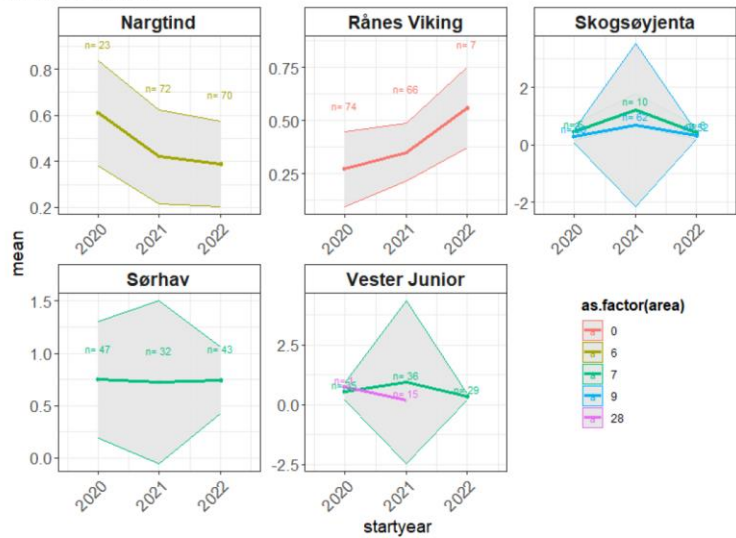 Nargtind
Rånes Viking
Skogsøyjenta
n= 23
n= 72
n= 70
0.8
0.6
0.4
0.2
n= 74
n= 66
n= 7
0.75
0.50
0.25
n= 10
n= 62
2
0
-2
2020 2021 2022
2020 2021 2022
2020 2021 2022
mean
Sørhav
Vester Junior
n= 47
n= 32
n= 43
1.5
1.0
0.5
0.0
n= 36
n= 15
n= 29
2.5
0.0
-2.5
2020 2021 2022
2020 2021 2022
startyear
as.factor(area)
0
6
7
9
28